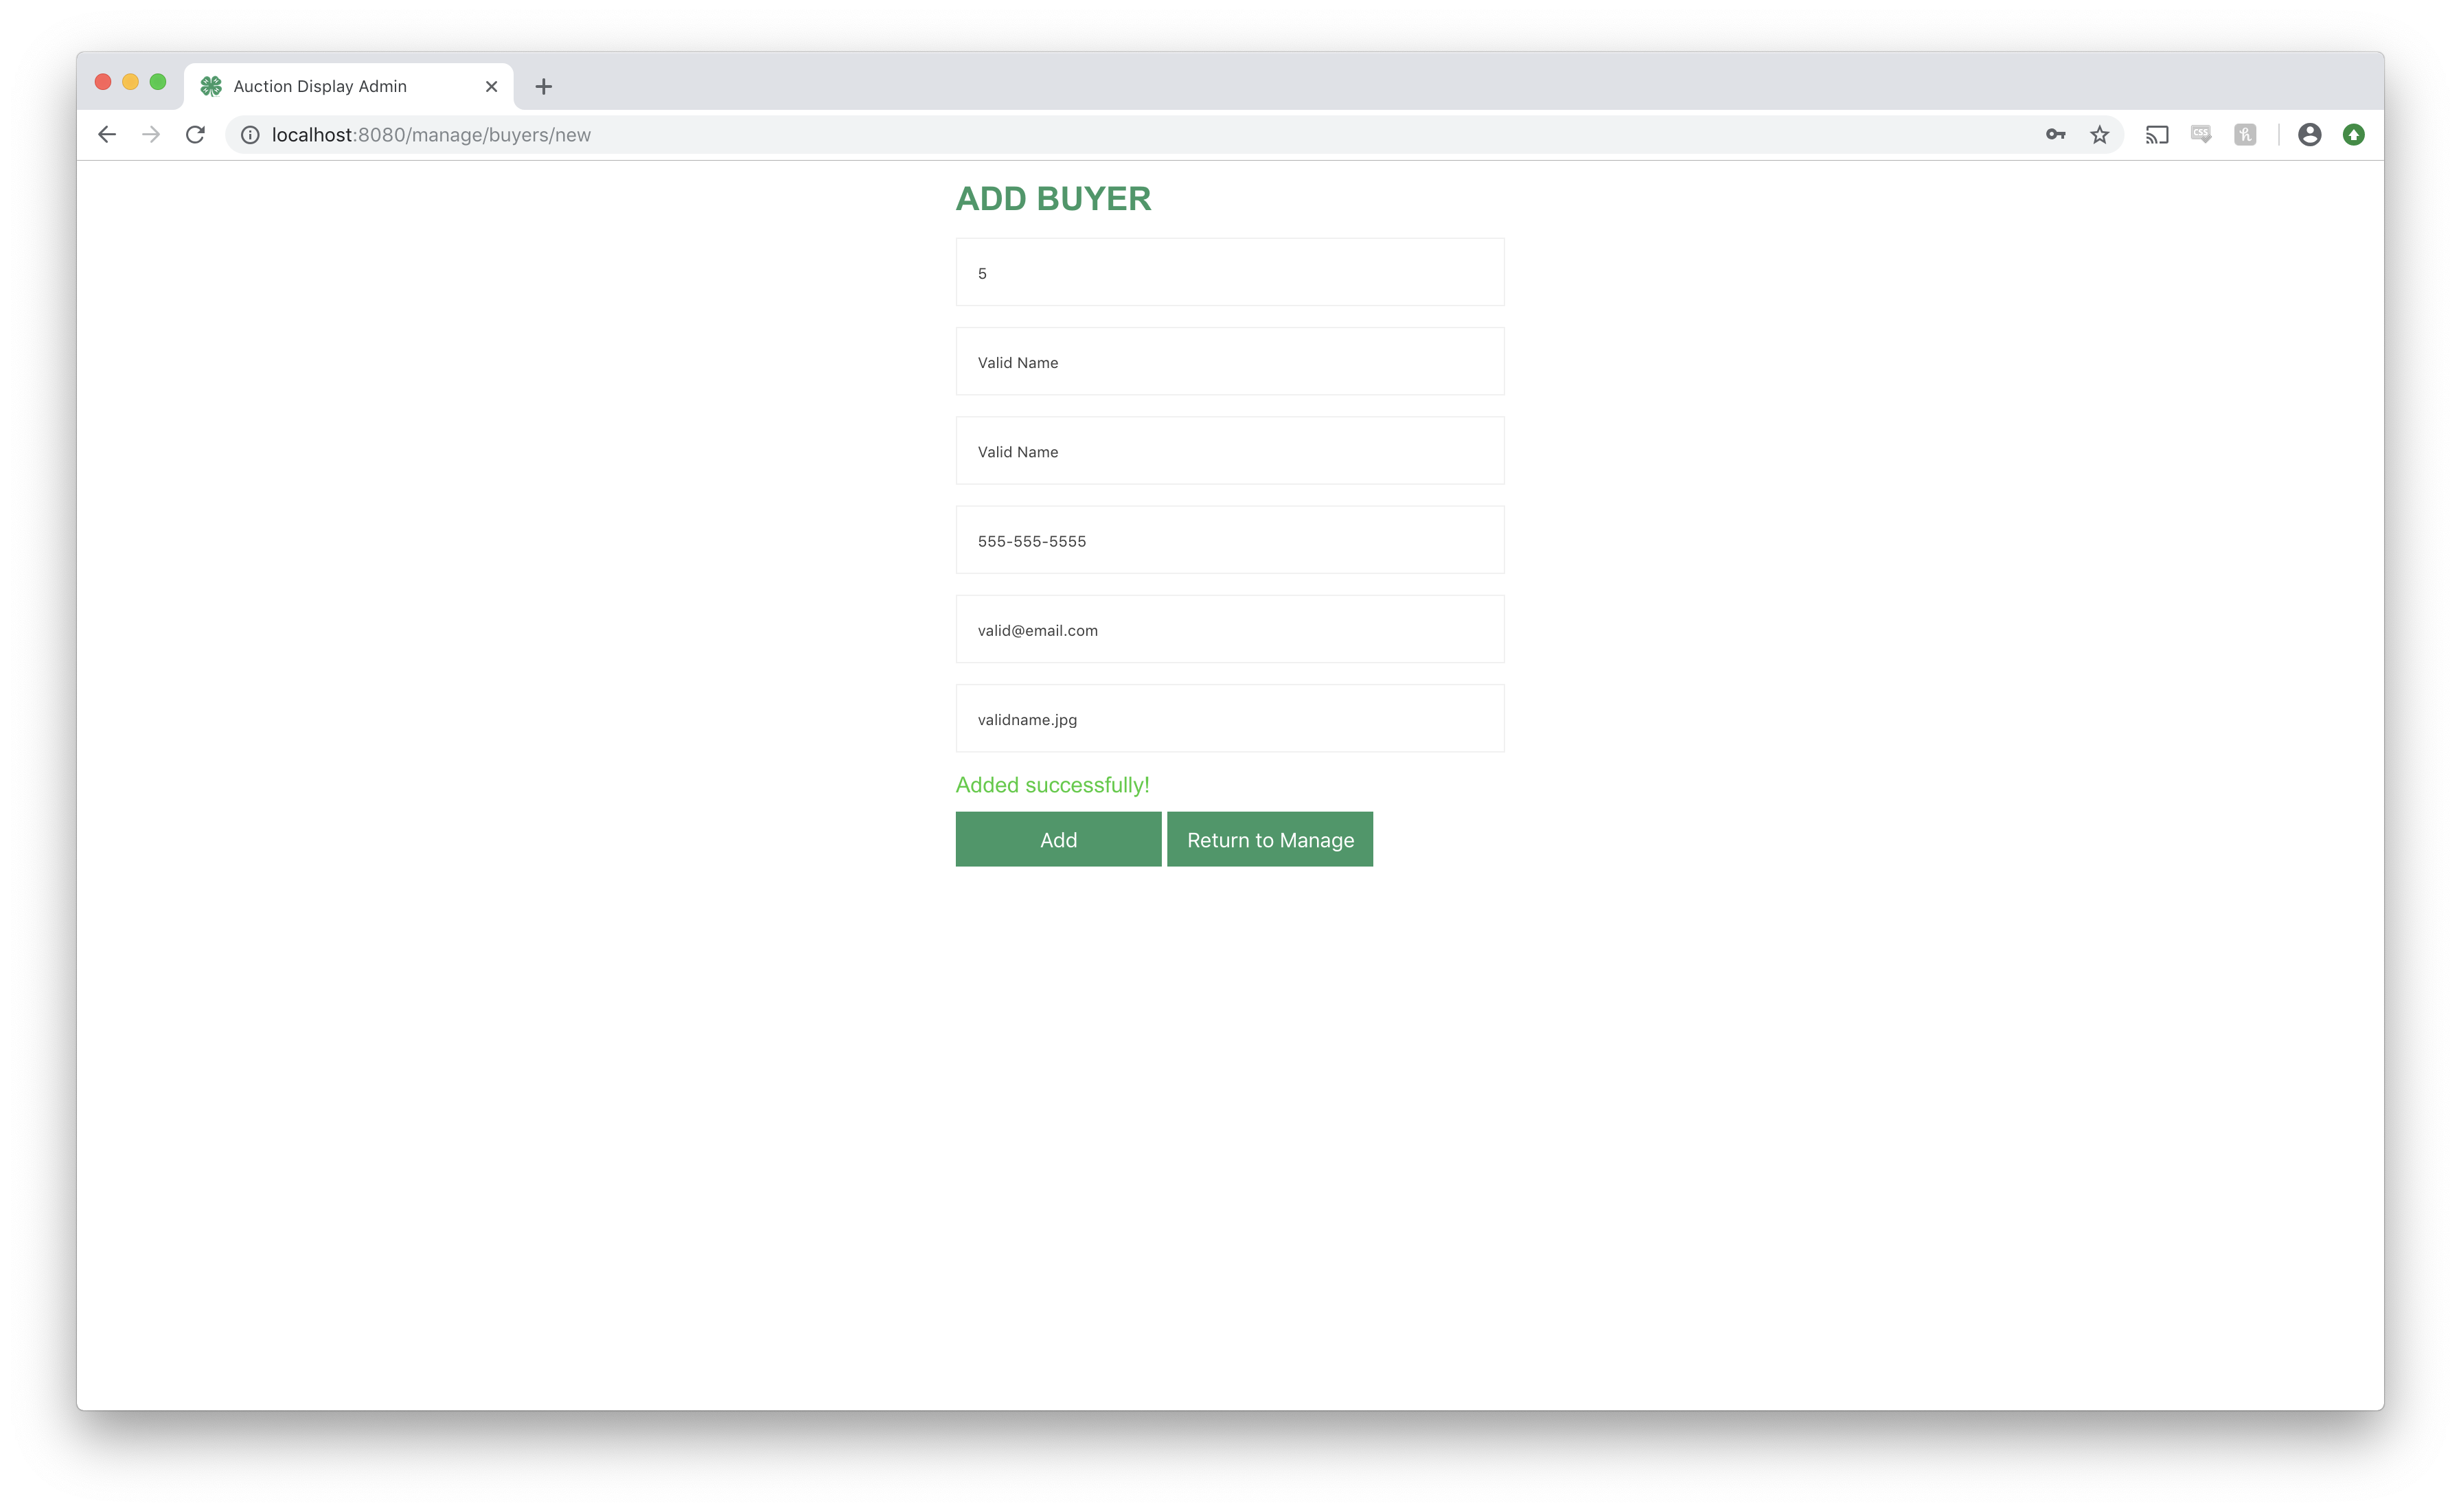 Auction Display Admin
localhost:8080/manage/buyers/new
CSS
ADD BUYER
5
Valid Name
Valid Name
555-555-5555
valid@email.com
validname.jpg
Added successfully!
Add
Return to Manage